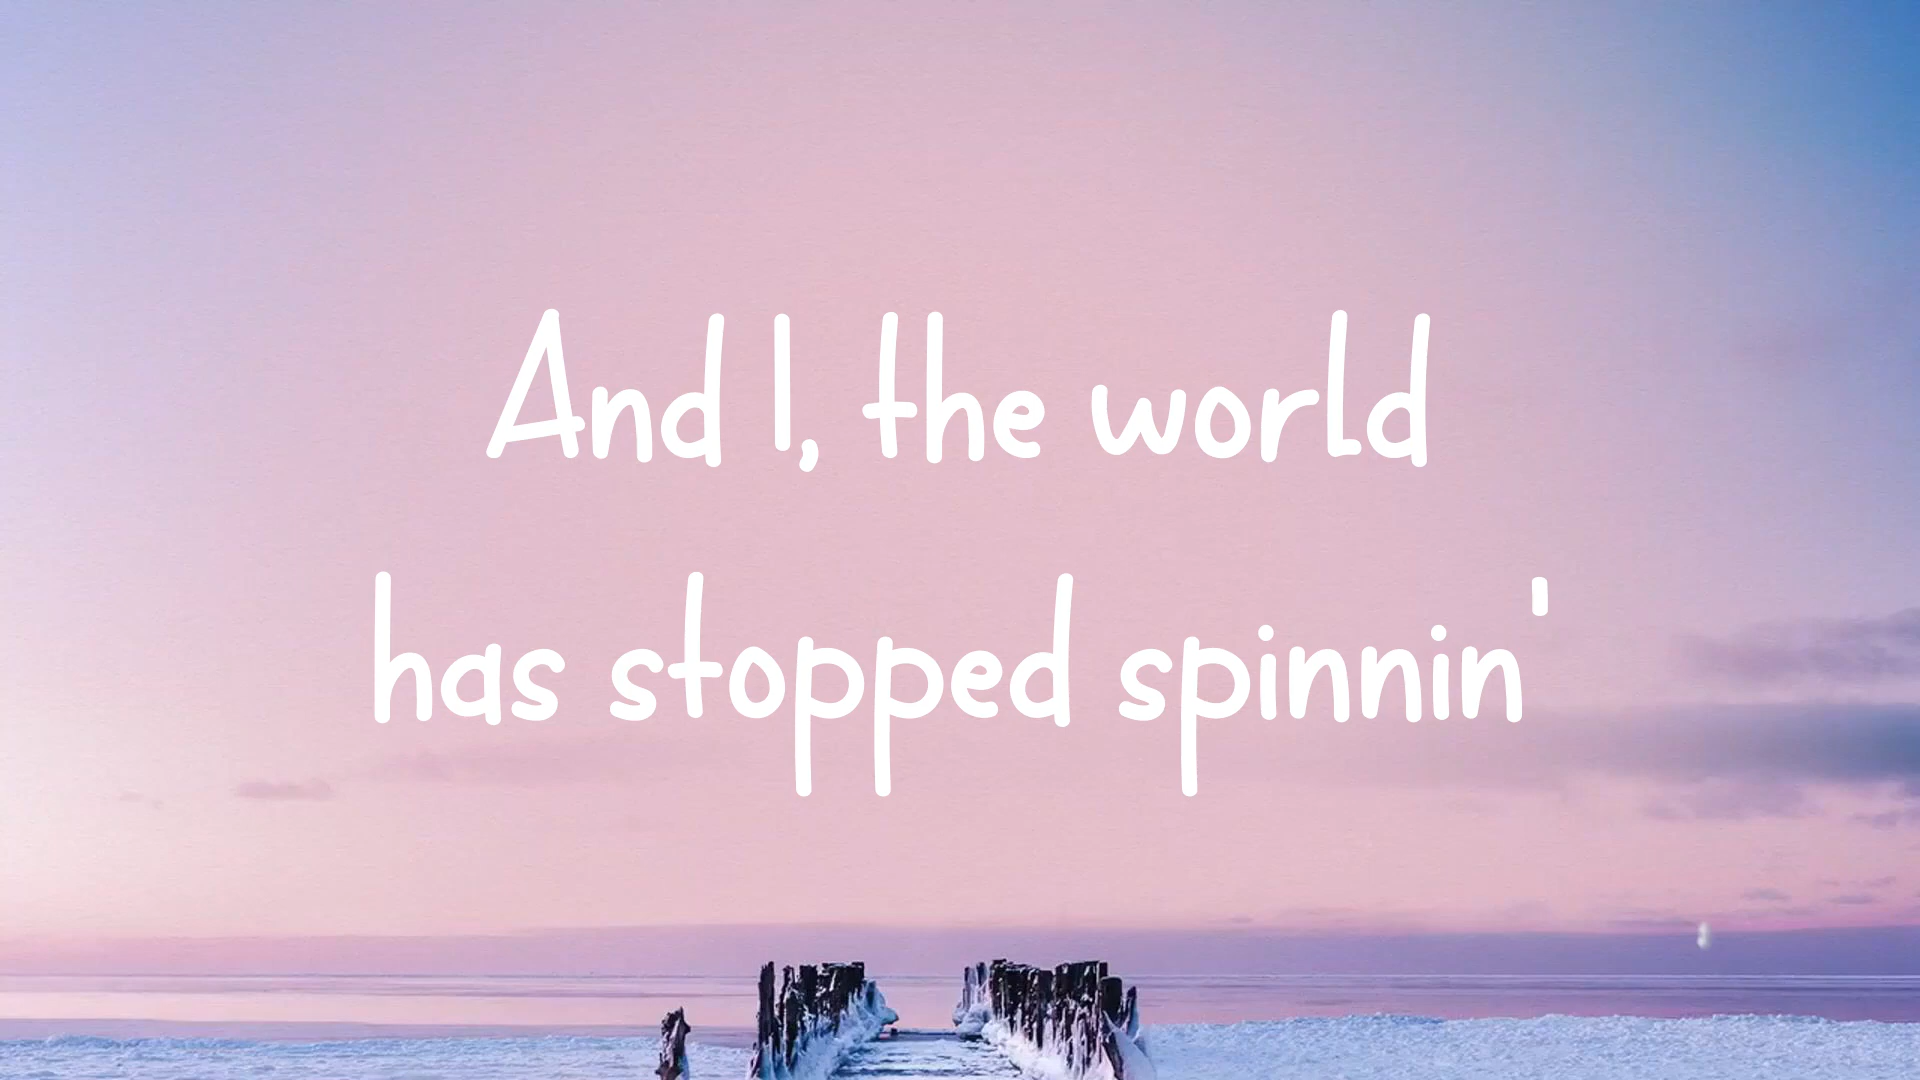 And I, the world
has stopped spinnin'